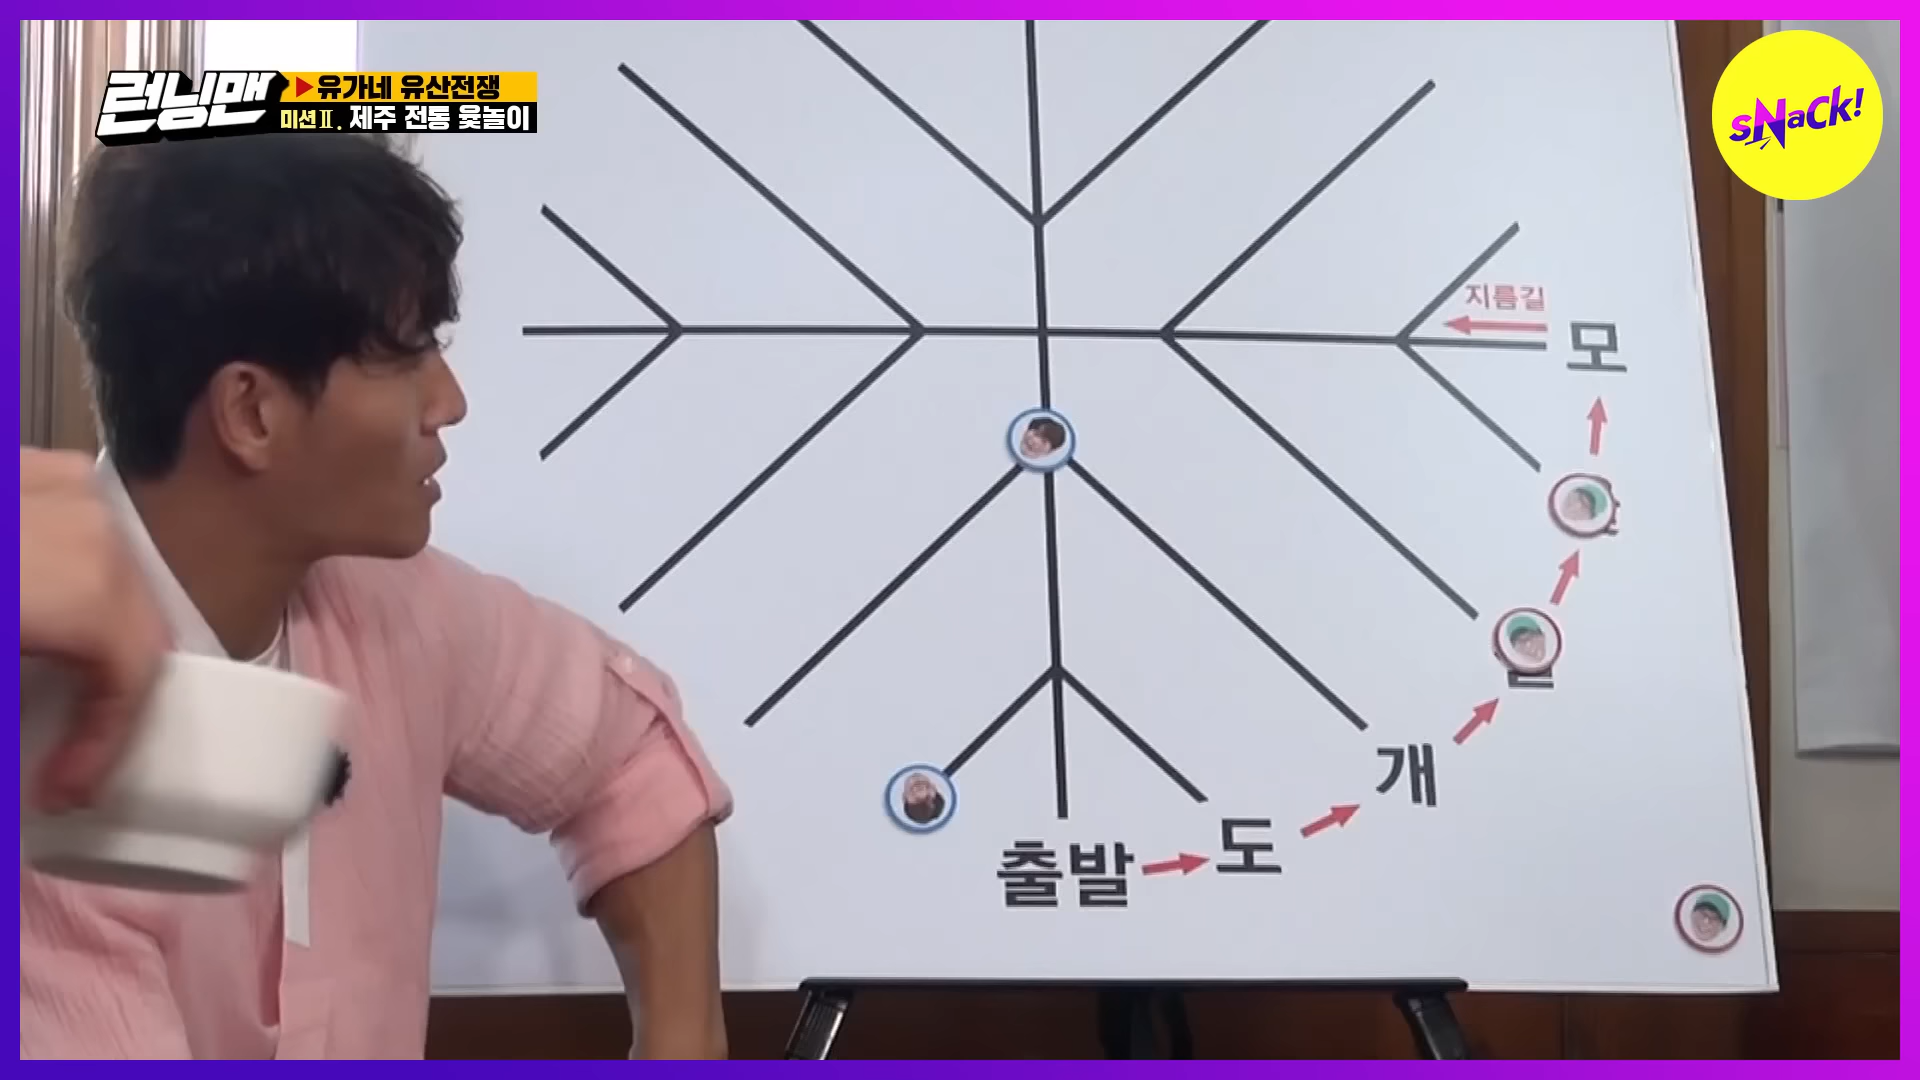 런닝맨
▶유가네 유산전쟁
미션Ⅱ. 제주 전통 윷놀이
sNaCK!
지름길
모
개
도
출발